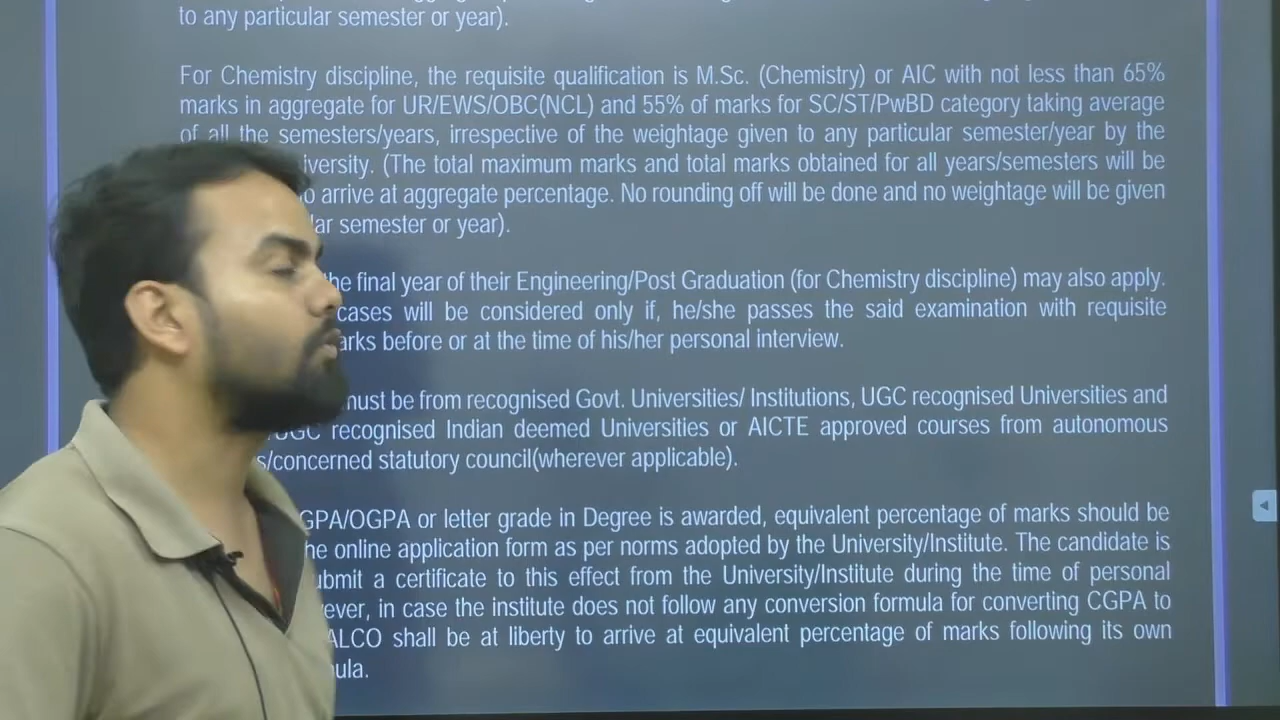 to any particular semester or year).
For Chemistry discipline, the requisite qualification is M.Sc. (Chemistry) or AIC with not less than 65%
marks in aggregate for UR/EWS/OBC(NCL) and 55% of marks for SC/ST/PwBD category taking average
of all the semesters/years, irrespective of the weightage given to any particular semester/year by the
iversity. (The total maximum marks and total marks obtained for all years/semesters will be
o arrive at aggregate percentage. No rounding off will be done and no weightage will be given
lar semester or year).
he final year of their Engineering/Post Graduation (for Chemistry discipline) may also apply.
cases will be considered only if, he/she passes the said examination with requisite
arks before or at the time of his/her personal interview.
must be from recognised Govt. Universities/ Institutions, UGC recognised Universities and
/UGC recognised Indian deemed Universities or AICTE approved courses from autonomous
s/concerned statutory council(wherever applicable).
GPA/OGPA or letter grade in Degree is awarded, equivalent percentage of marks should be
he online application form as per norms adopted by the University/Institute. The candidate is
ubmit a certificate to this effect from the University/Institute during the time of personal
ever, in case the institute does not follow any conversion formula for converting CGPA to
ALCO shall be at liberty to arrive at equivalent percentage of marks following its own
ula.